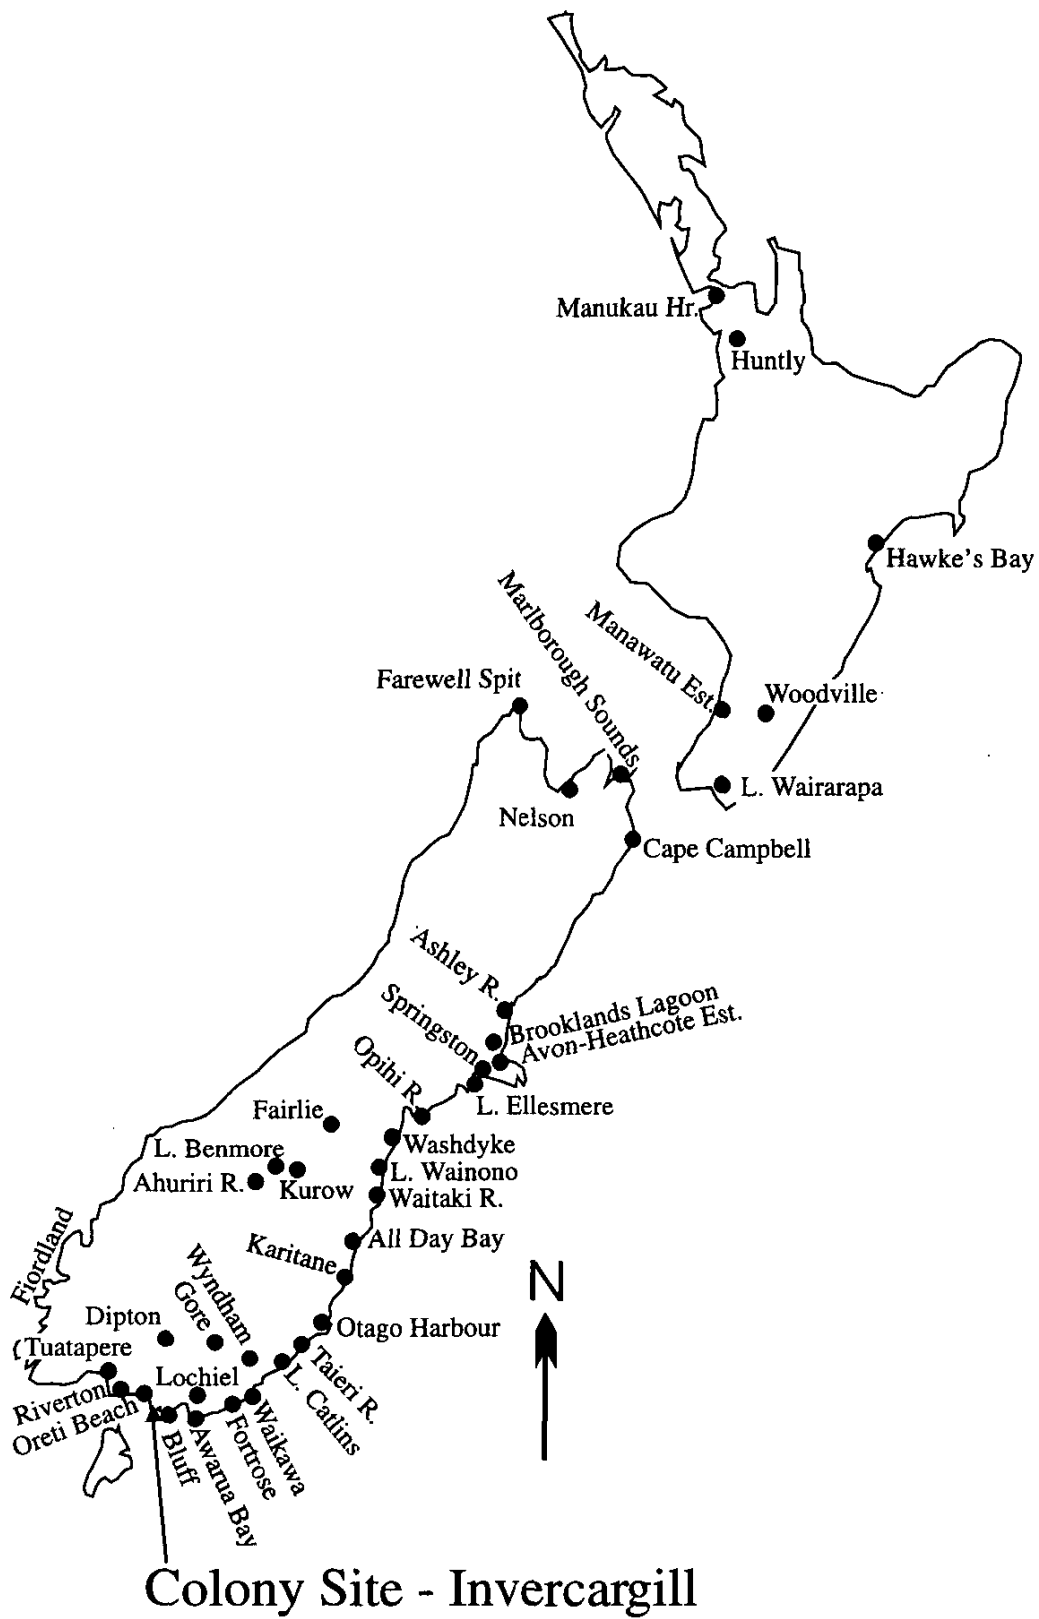 Manukau Hr.
Huntly
Hawke's Bay
Marlborough Sounds
Manawatu Est.
Farewell Spit
Woodville
L. Wairarapa
Nelson
Cape Campbell
Ashley R.
Springston
Brooklands Lagoon
Avon-Heathcote Est.
Opihi R.
L. Ellesmere
Fairlie
Washdyke
L. Benmore
L. Wainono
Ahuriri R.
Kurow
Waitaki R.
Fiordland
All Day Bay
Karitane
Wyndham
Gore
N
Dipton
Otago Harbour
Tuatapere
Taieri R.
Lochiel
L. Catlins
Riverton
Oreti Beach
Waikawa
Fortrose
Bluff
Awarua Bay
Colony Site - Invercargill